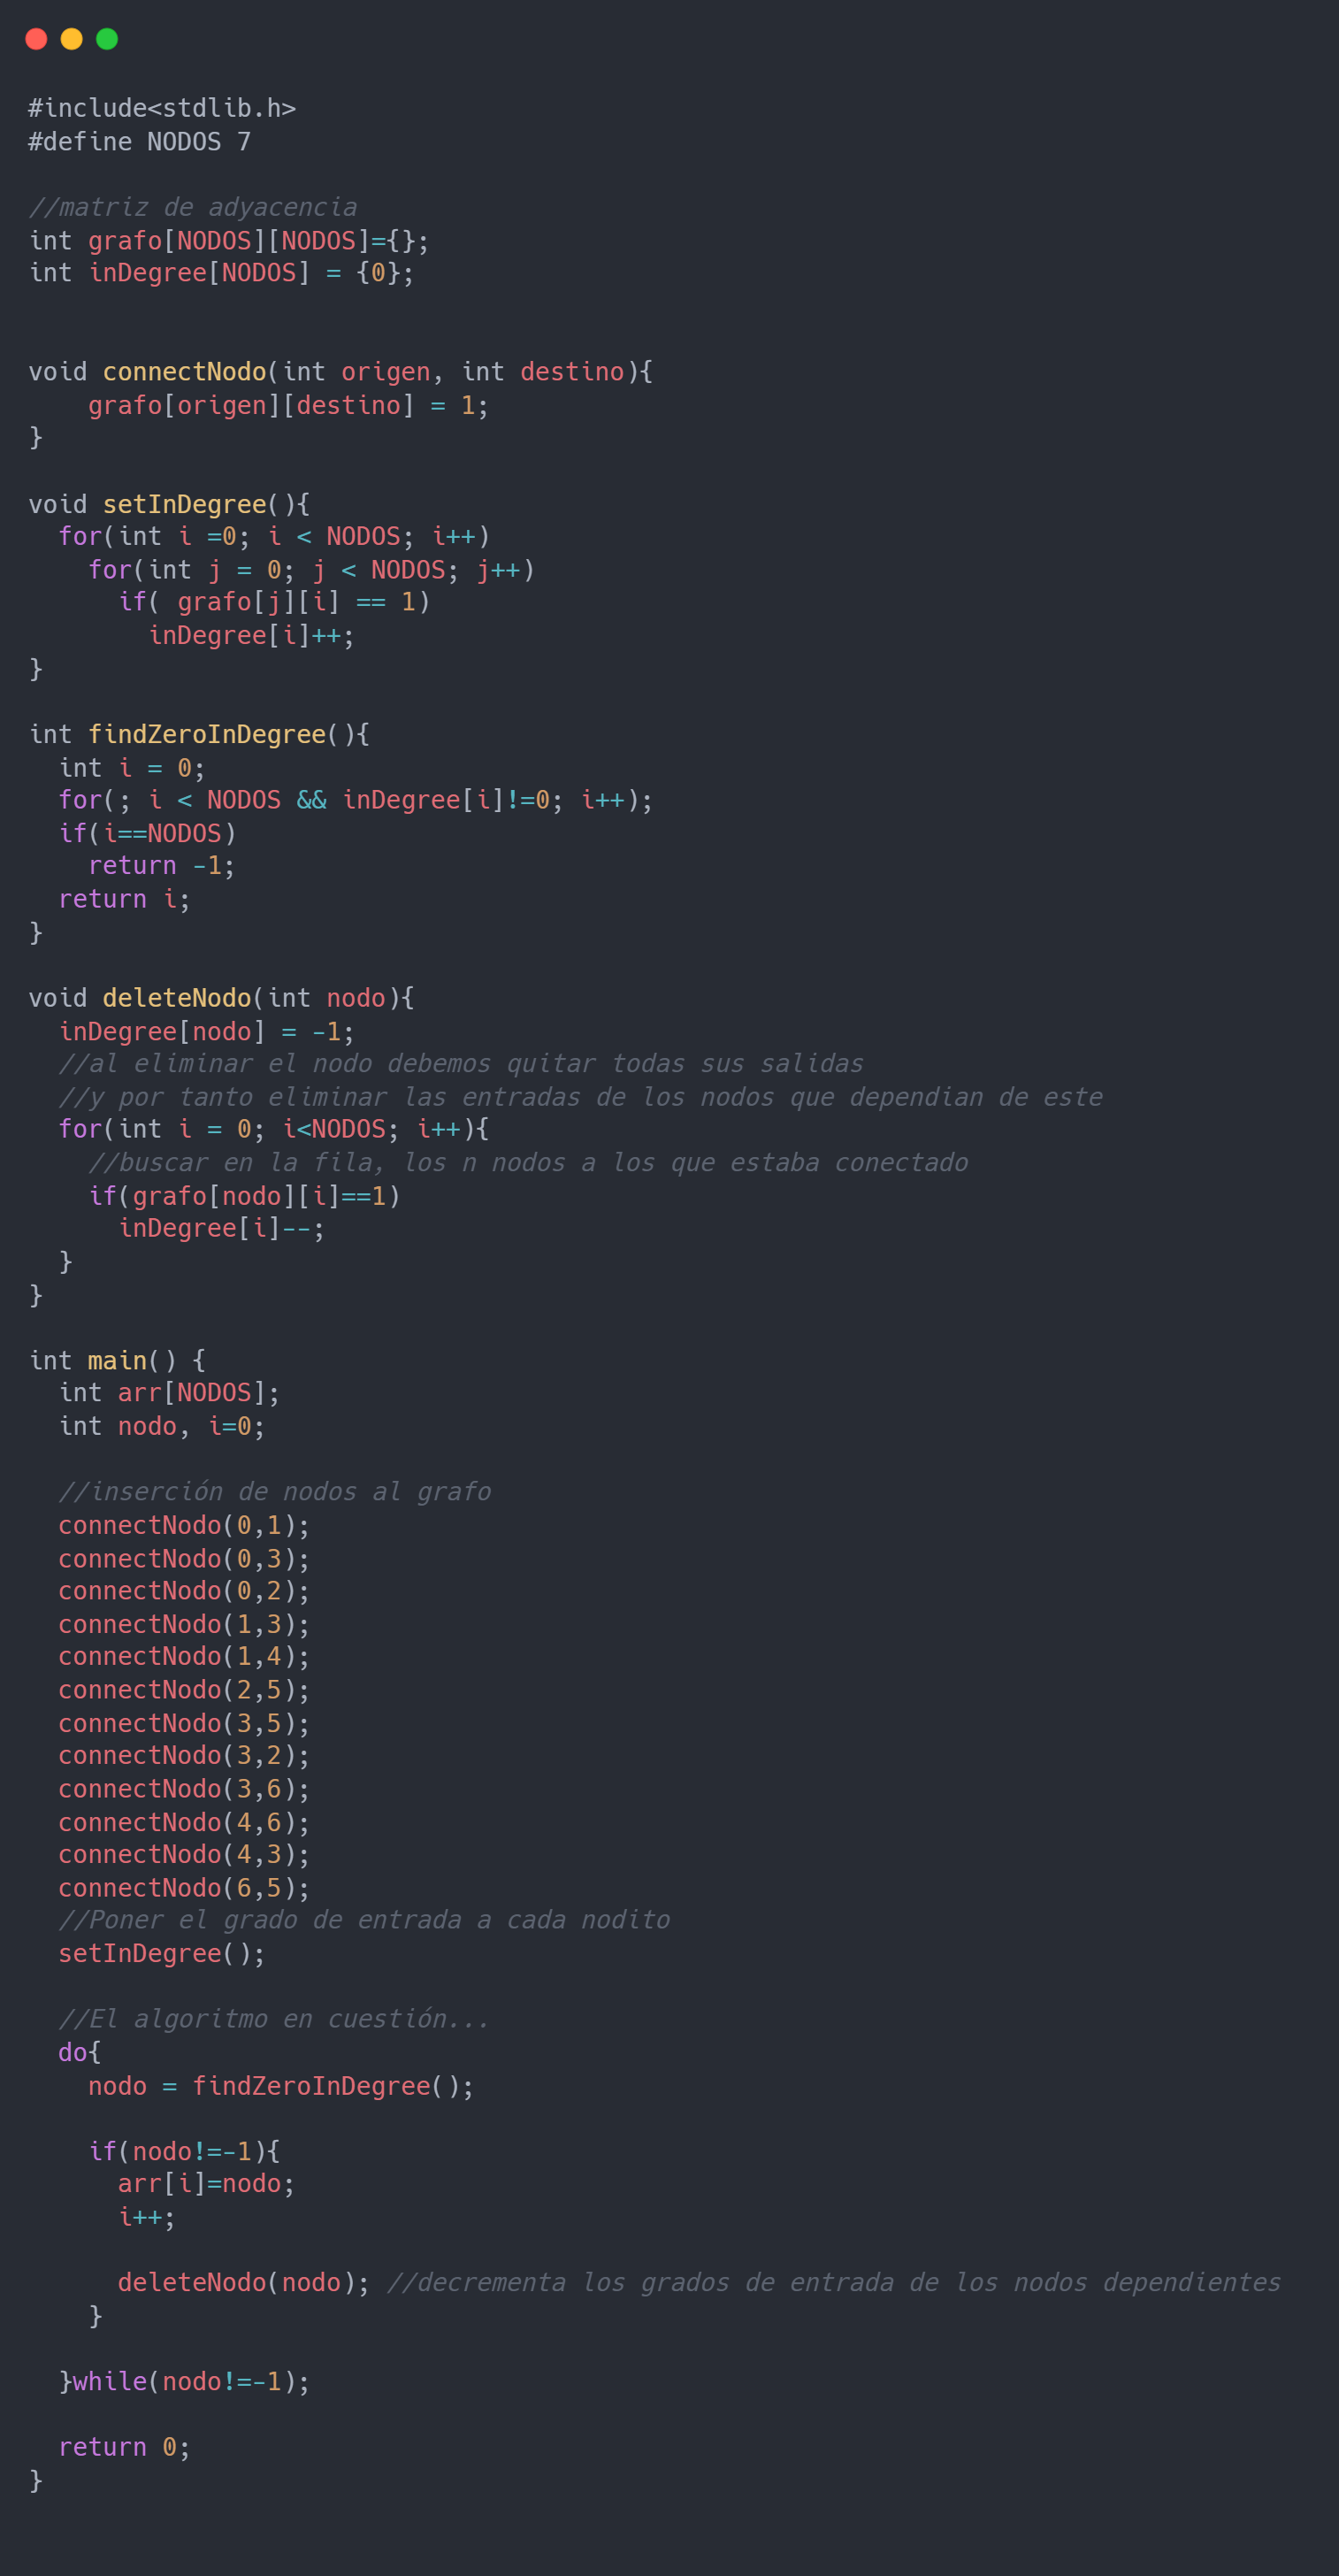 #include<stdlib.h>
#define NODOS 7
//matriz de adyacencia
int grafo[NODOS][NODOS]={};
int inDegree[NODOS] = {0};
void connectNodo(int origen, int destino){
    grafo[origen][destino] = 1;
}
void setInDegree(){
  for(int i =0; i < NODOS; i++)
    for(int j = 0; j < NODOS; j++)
      if( grafo[j][i] == 1)
        inDegree[i]++;
}
int findZeroInDegree(){
  int i = 0;
  for(; i < NODOS && inDegree[i]!=0; i++);
  if(i==NODOS)
    return -1;
  return i;
}
void deleteNodo(int nodo){
  inDegree[nodo] = -1;
  //al eliminar el nodo debemos quitar todas sus salidas
  //y por tanto eliminar las entradas de los nodos que dependian de este
  for(int i = 0; i<NODOS; i++){
    //buscar en la fila, los n nodos a los que estaba conectado
    if(grafo[nodo][i]==1)
      inDegree[i]--;
  }
}
int main() {
  int arr[NODOS];
  int nodo, i=0;
  //inserción de nodos al grafo
  connectNodo(0,1);
  connectNodo(0,3);
  connectNodo(0,2);
  connectNodo(1,3);
  connectNodo(1,4);
  connectNodo(2,5);
  connectNodo(3,5);
  connectNodo(3,2);
  connectNodo(3,6);
  connectNodo(4,6);
  connectNodo(4,3);
  connectNodo(6,5);
  //Poner el grado de entrada a cada nodito
  setInDegree();
  //El algoritmo en cuestión...
  do{
    nodo = findZeroInDegree();
    if(nodo!=-1){
      arr[i]=nodo;
      i++;
      deleteNodo(nodo); //decrementa los grados de entrada de los nodos dependientes
    }
  }while(nodo!=-1);
  return 0;
}